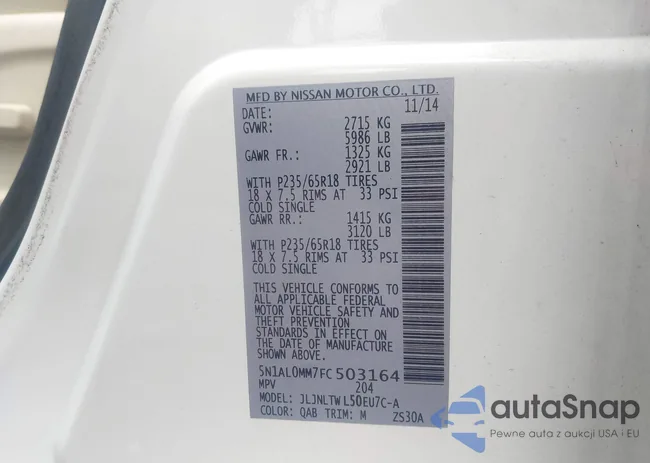 MFD BY NISSAN MOTOR CO., LTD.
DATE: 11/14
GVWR: 2715 KG
5986 LB
GAWR FR.: 1325 KG
2921 LB
WITH P235/65R18 TIRES
18 X 7.5 RIMS AT 33 PSI
COLD SINGLE
GAWR RR.: 1415 KG
3120 LB
WITH P235/65R18 TIRES
18 X 7.5 RIMS AT 33 PSI
COLD SINGLE
THIS VEHICLE CONFORMS TO
ALL APPLICABLE FEDERAL
MOTOR VEHICLE SAFETY AND
THEFT PREVENTION
STANDARDS IN EFFECT ON
THE DATE OF MANUFACTURE
SHOWN ABOVE.
5N1AL0MM7FC503164
MPV 204
MODEL: JLJNLTWL50EU7C-A
COLOR: QAB TRIM: M ZS30A
autoSnap
Pewne auta z aukcji USA i EU